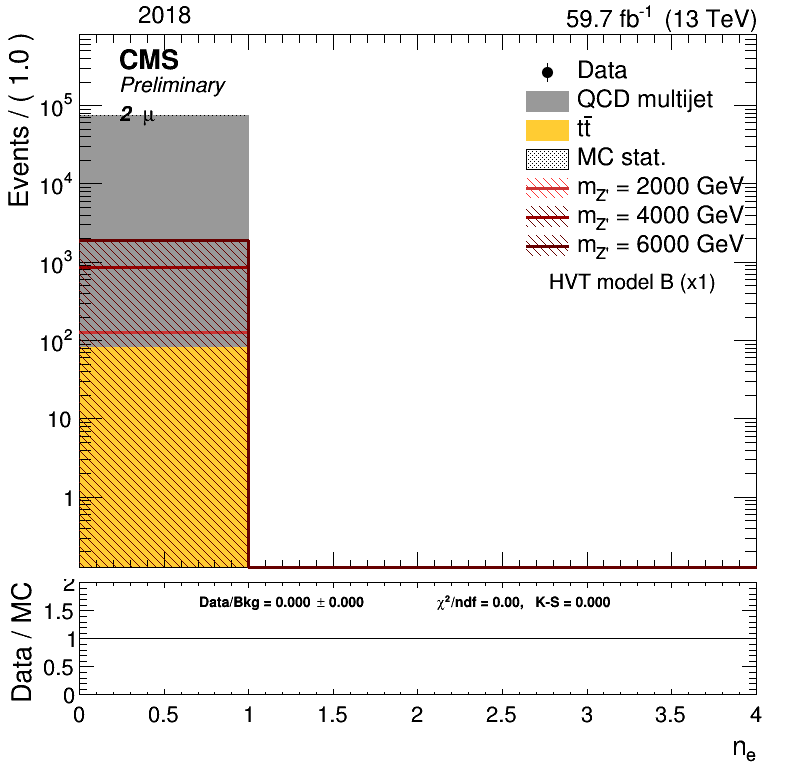 2018
59.7 fb⁻¹ (13 TeV)
Events / ( 1.0 )
CMS
Preliminary
2 μ
Data
QCD multijet
tt̄
MC stat.
m_Z' = 2000 GeV
m_Z' = 4000 GeV
m_Z' = 6000 GeV
HVT model B (x1)
10⁵
10⁴
10³
10²
10
1
Data / MC
Data/Bkg = 0.000 ± 0.000
χ²/ndf = 0.00, K-S = 0.000
2
1.5
1
0.5
0
0 0.5 1 1.5 2 2.5 3 3.5 4
n_e